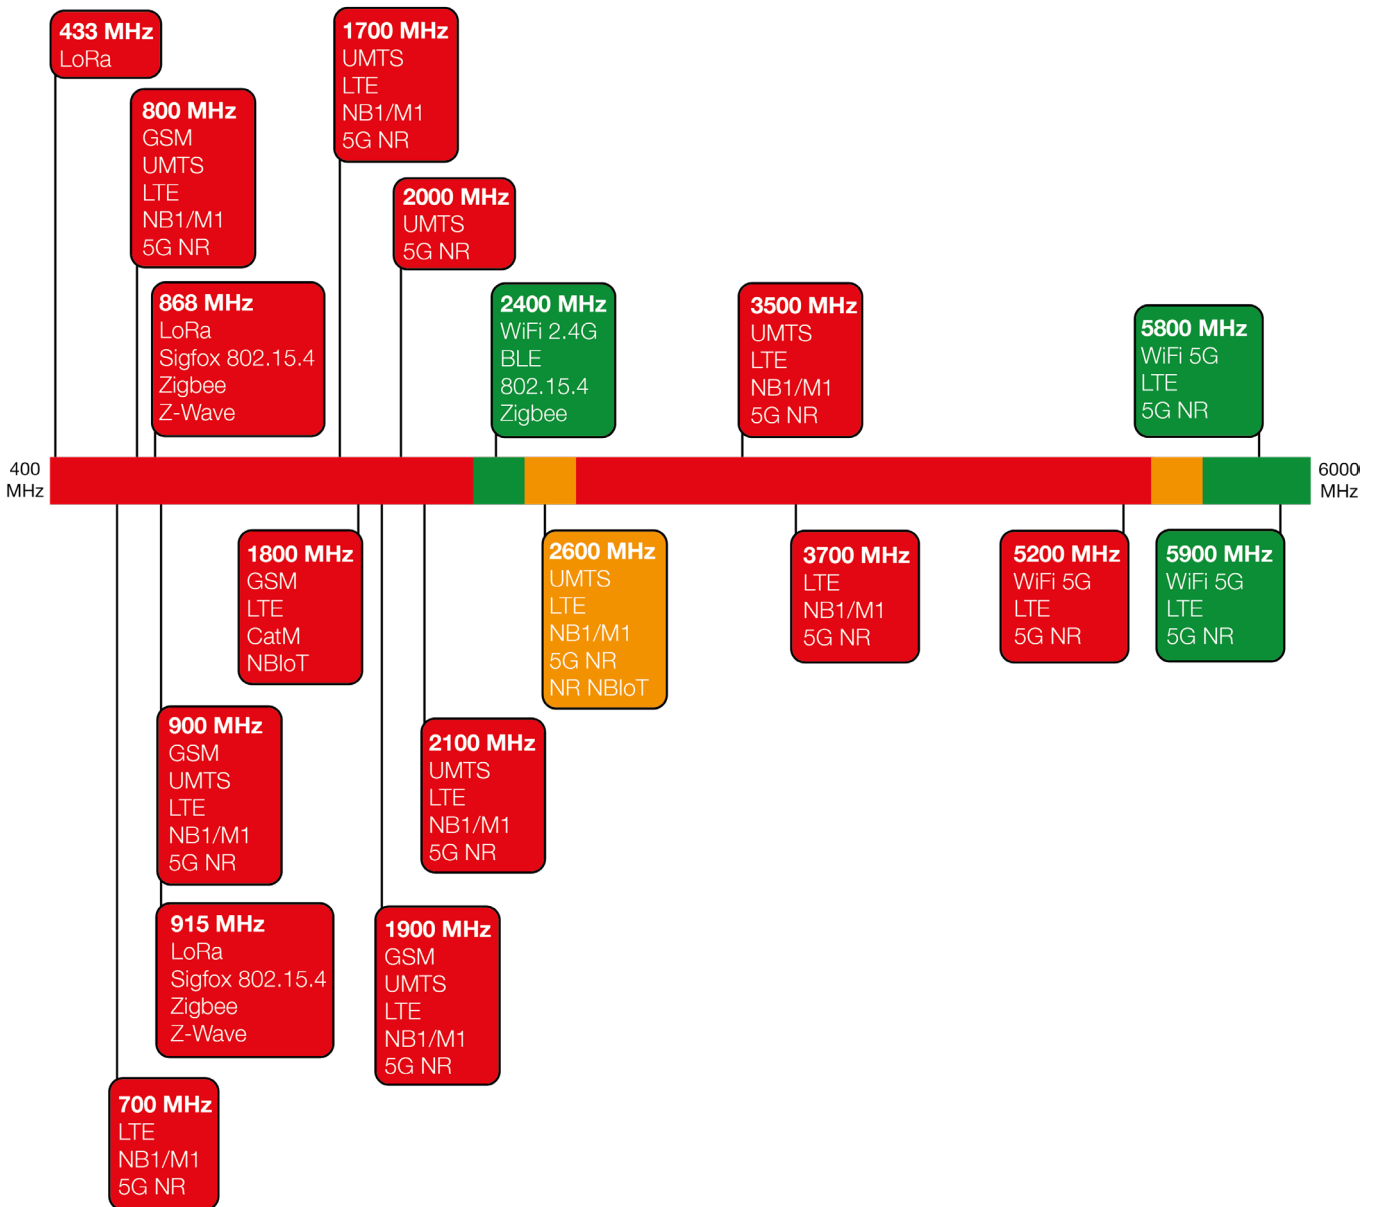 433 MHz
LoRa
800 MHz
GSM
UMTS
LTE
NB1/M1
5G NR
868 MHz
LoRa
Sigfox 802.15.4
Zigbee
Z-Wave
1700 MHz
UMTS
LTE
NB1/M1
5G NR
2000 MHz
UMTS
5G NR
2400 MHz
WiFi 2.4G
BLE
802.15.4
Zigbee
3500 MHz
UMTS
LTE
NB1/M1
5G NR
5800 MHz
WiFi 5G
LTE
5G NR
400
MHz
6000
MHz
1800 MHz
GSM
LTE
CatM
NBIoT
2600 MHz
UMTS
LTE
NB1/M1
5G NR
NR NBIoT
3700 MHz
LTE
NB1/M1
5G NR
5200 MHz
WiFi 5G
LTE
5G NR
5900 MHz
WiFi 5G
LTE
5G NR
900 MHz
GSM
UMTS
LTE
NB1/M1
5G NR
2100 MHz
UMTS
LTE
NB1/M1
5G NR
915 MHz
LoRa
Sigfox 802.15.4
Zigbee
Z-Wave
1900 MHz
GSM
UMTS
LTE
NB1/M1
5G NR
700 MHz
LTE
NB1/M1
5G NR